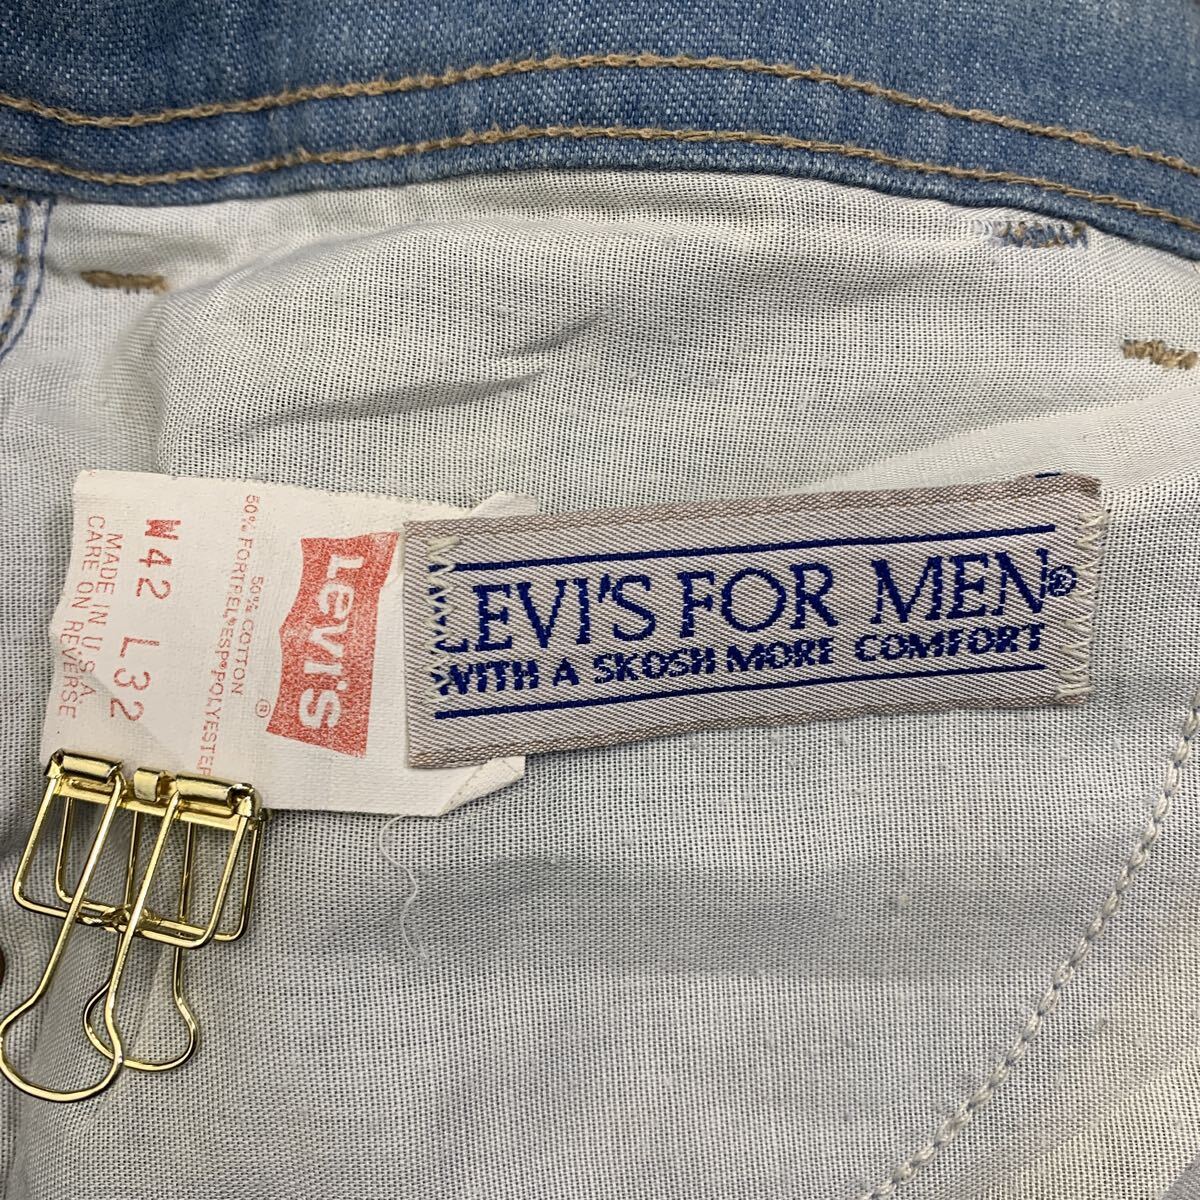 LEVI'S FOR MEN®
WITH A SKOSH MORE COMFORT
Levi's
®
50% COTTON
50% FORTREL® ES·POLYESTER
W42 L32
MADE IN U.S.A.
CARE ON REVERSE